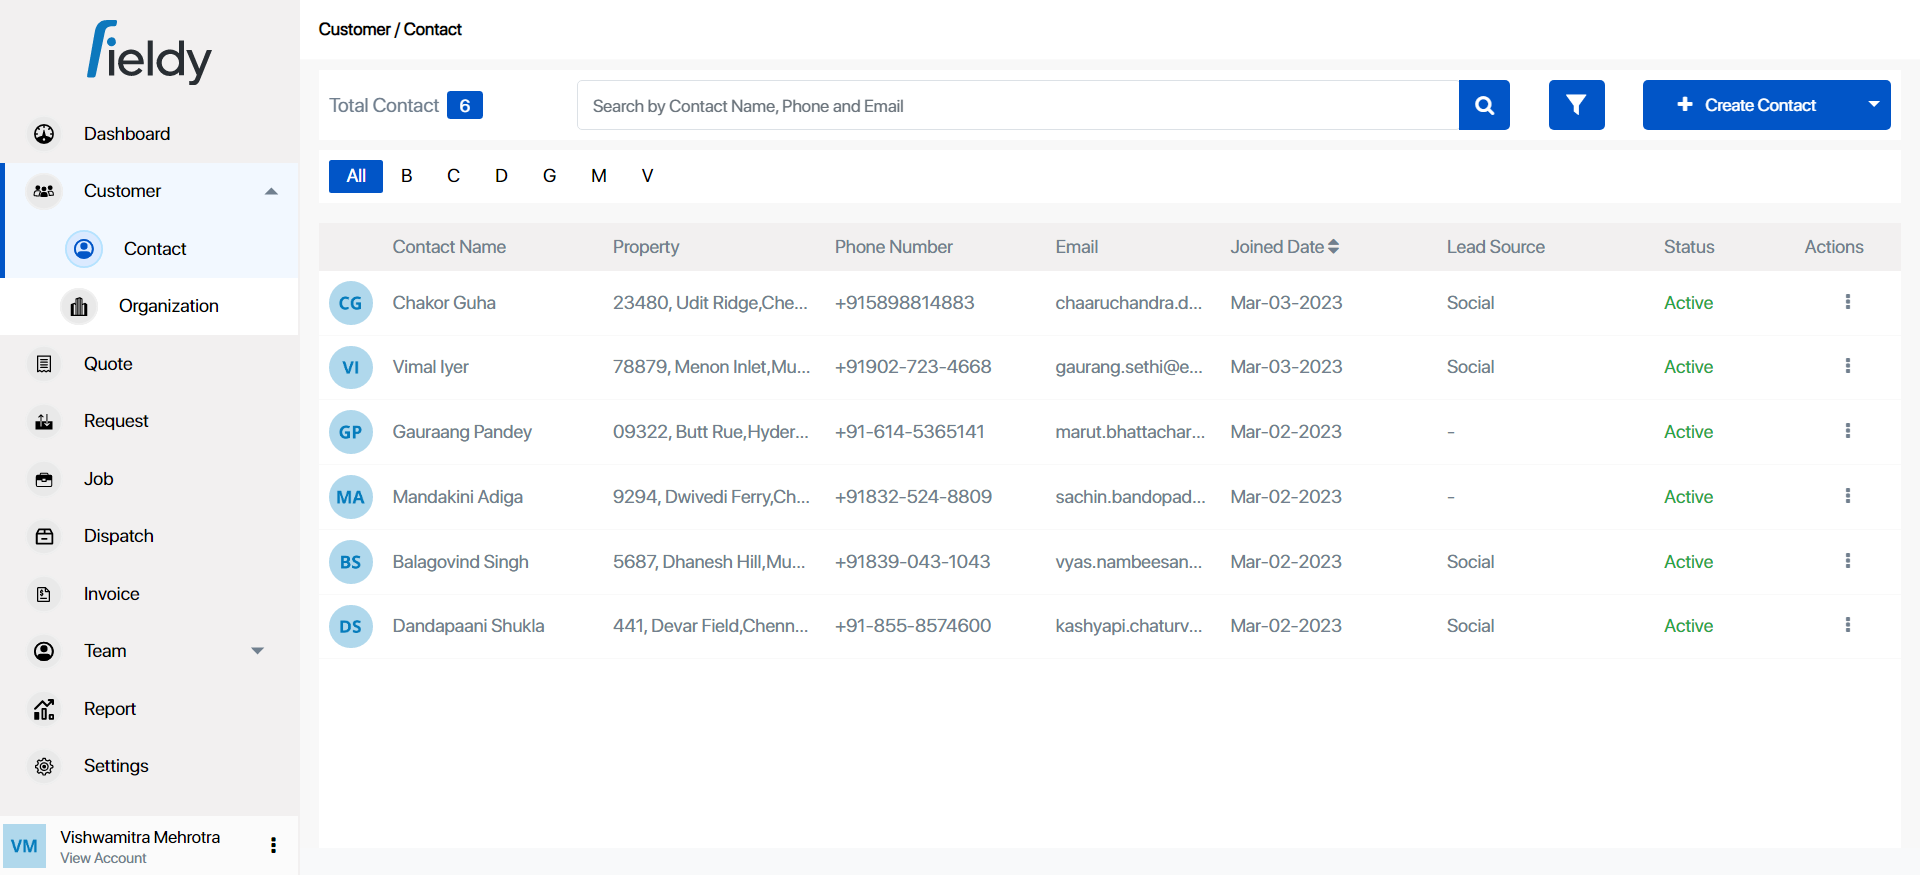 fieldy
Customer / Contact
Total Contact 6
Search by Contact Name, Phone and Email
Create Contact
All B C D G M V
Dashboard
Customer
Contact
Organization
Quote
Request
Job
Dispatch
Invoice
Team
Report
Settings
VM Vishwamitra Mehrotra
View Account
Contact Name Property Phone Number Email Joined Date Lead Source Status Actions
CG Chakor Guha 23480, Udit Ridge,Che... +915898814883 chaaruchandra.d... Mar-03-2023 Social Active
VI Vimal Iyer 78879, Menon Inlet,Mu... +91902-723-4668 gaurang.sethi@e... Mar-03-2023 Social Active
GP Gauraang Pandey 09322, Butt Rue,Hyder... +91-614-5365141 marut.bhattachar... Mar-02-2023 - Active
MA Mandakini Adiga 9294, Dwivedi Ferry,Ch... +91832-524-8809 sachin.bandopad... Mar-02-2023 - Active
BS Balagovind Singh 5687, Dhanesh Hill,Mu... +91839-043-1043 vyas.nambeesan... Mar-02-2023 Social Active
DS Dandapaani Shukla 441, Devar Field,Chenn... +91-855-8574600 kashyapi.chaturv... Mar-02-2023 Social Active